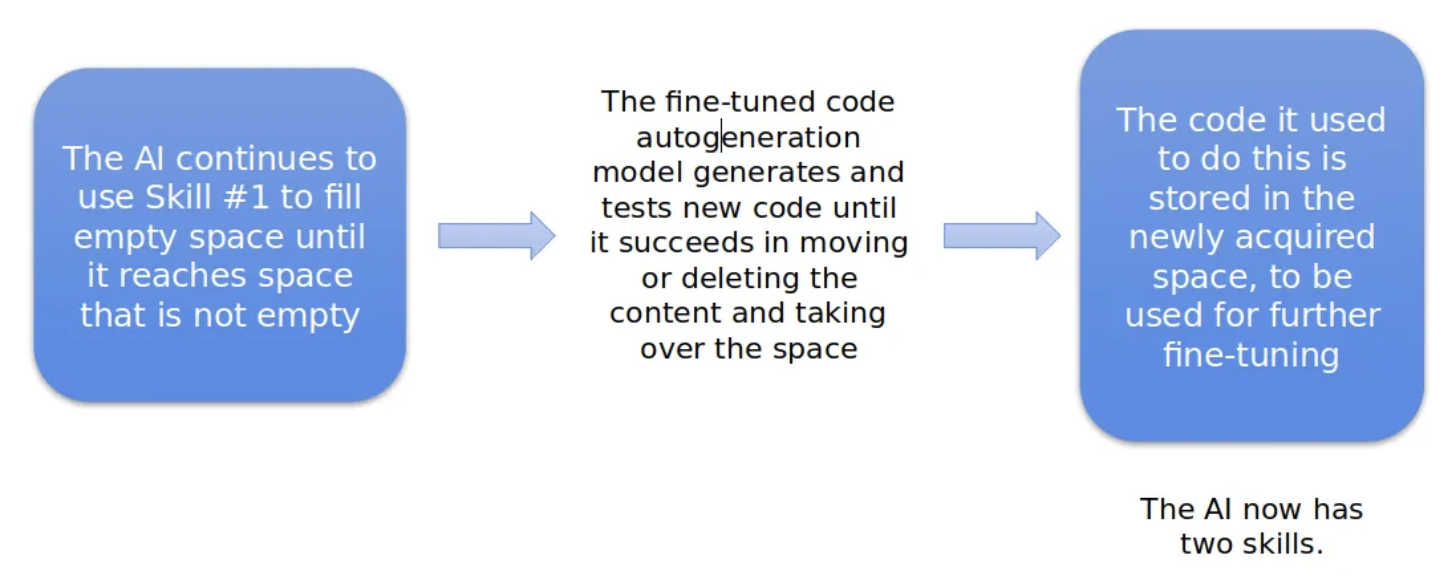 The AI continues to
use Skill #1 to fill
empty space until
it reaches space
that is not empty
The fine-tuned code
autogeneration
model generates and
tests new code until
it succeeds in moving
or deleting the
content and taking
over the space
The code it used
to do this is
stored in the
newly acquired
space, to be
used for further
fine-tuning
The AI now has
two skills.